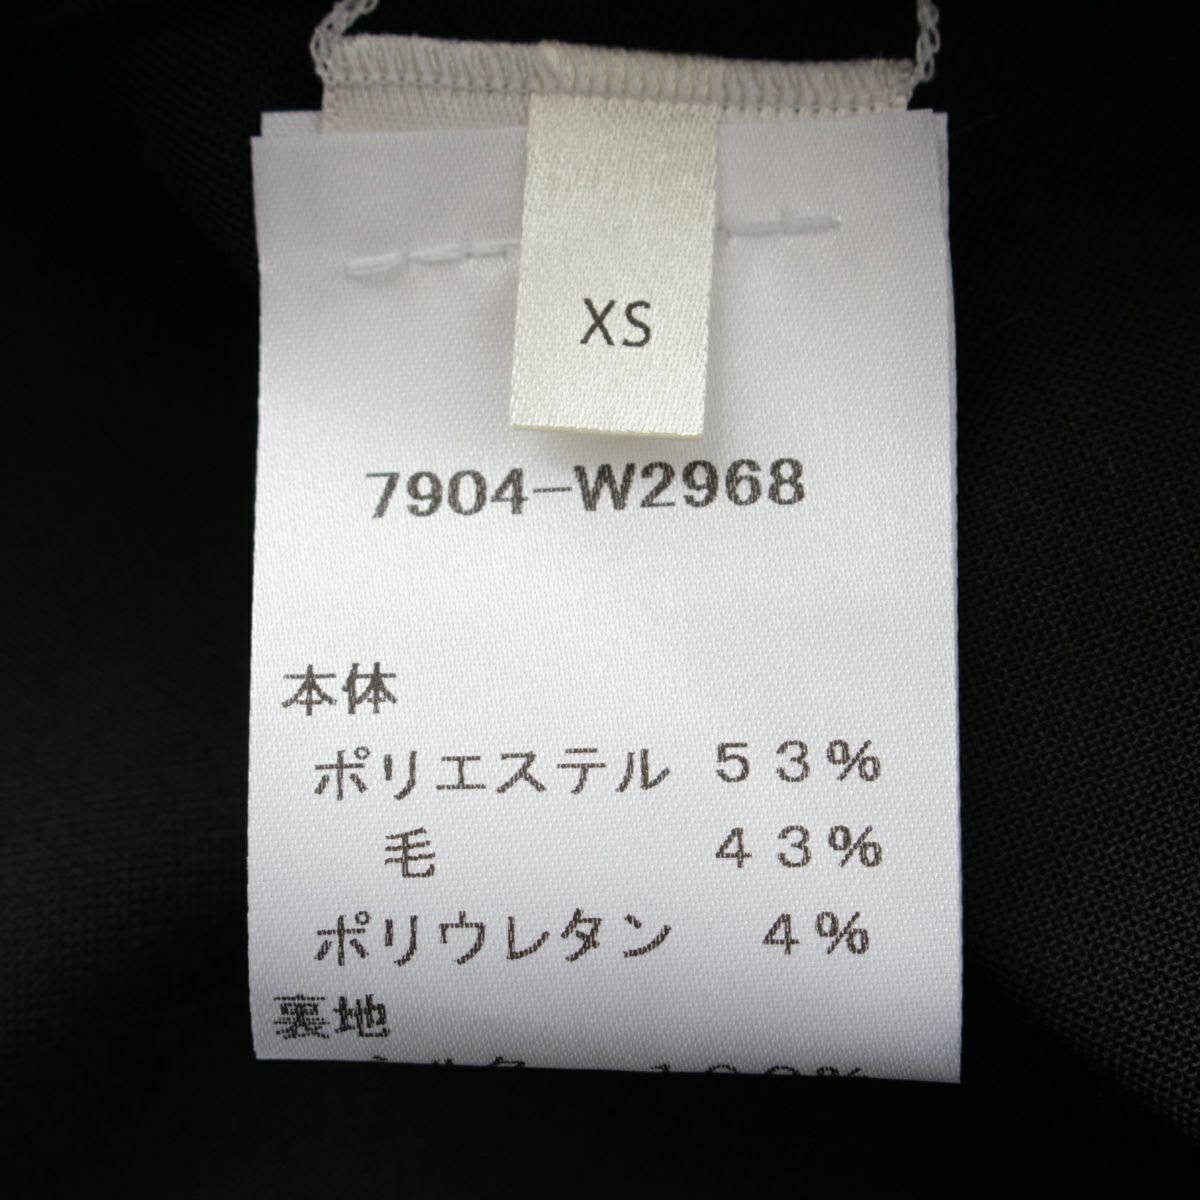 XS
7904-W2968
本体
ポリエステル 53%
毛 43%
ポリウレタン 4%
裏地
100%